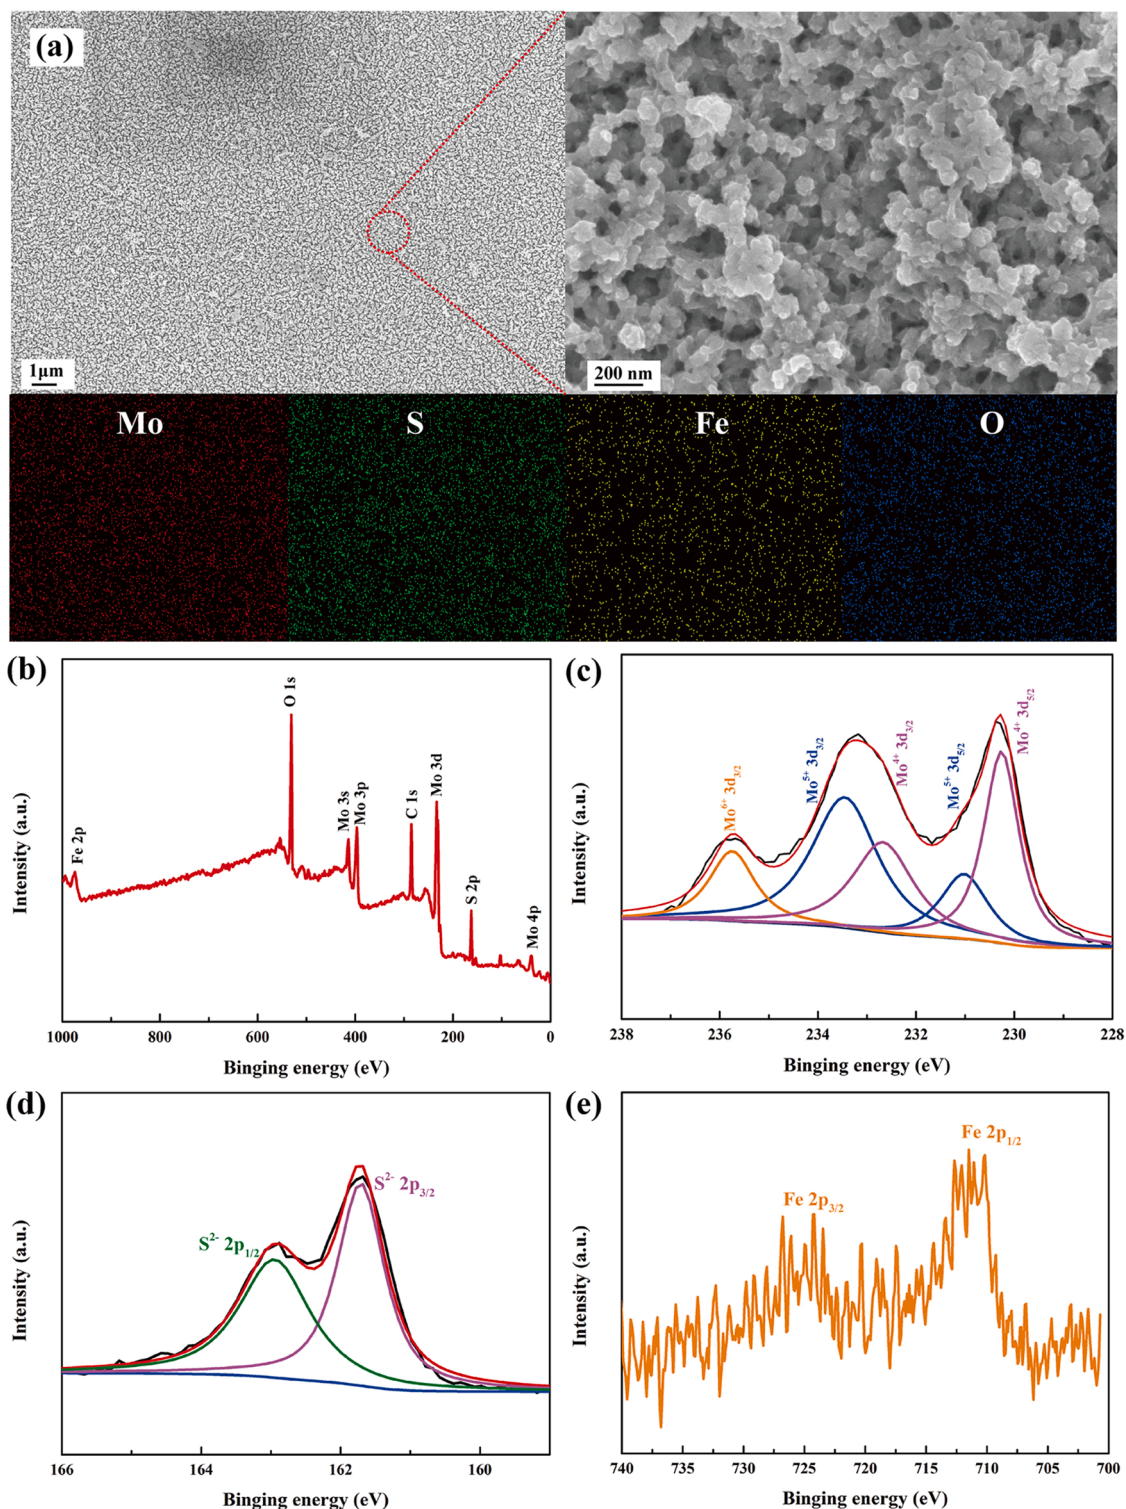 (a)
1μm
200 nm
Mo
S
Fe
O
(b)
Fe 2p
O 1s
Mo 3s
Mo 3p
C 1s
Mo 3d
S 2p
Mo 4p
Intensity (a.u.)
1000 800 600 400 200 0
Binging energy (eV)
(c)
Mo6+ 3d3/2
Mo5+ 3d3/2
Mo4+ 3d3/2
Mo5+ 3d5/2
Mo4+ 3d5/2
Intensity (a.u.)
238 236 234 232 230 228
Binging energy (eV)
(d)
S2- 2p1/2
S2- 2p3/2
Intensity (a.u.)
166 164 162 160
Binging energy (eV)
(e)
Fe 2p3/2
Fe 2p1/2
Intensity (a.u.)
740 735 730 725 720 715 710 705 700
Binging energy (eV)